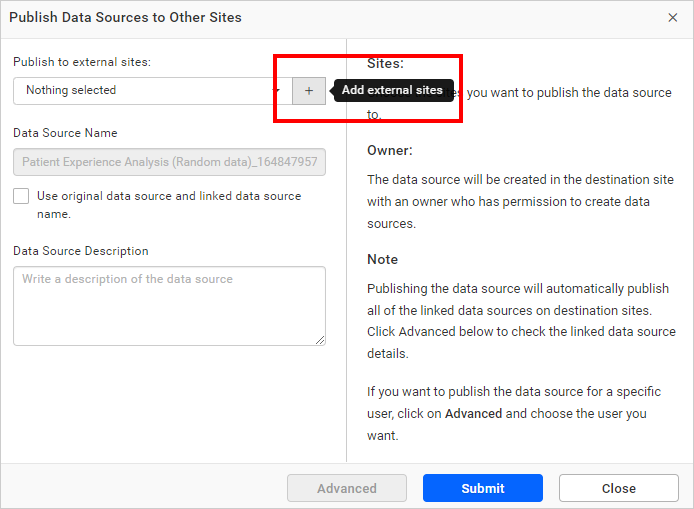 Publish Data Sources to Other Sites
Publish to external sites:
Nothing selected
+
Add external sites
Data Source Name
Patient Experience Analysis (Random data)_164847957
Use original data source and linked data source
name.
Data Source Description
Write a description of the data source
Sites:
you want to publish the data source
to.
Owner:
The data source will be created in the destination site
with an owner who has permission to create data
sources.
Note
Publishing the data source will automatically publish
all of the linked data sources on destination sites.
Click Advanced below to check the linked data source
details.
If you want to publish the data source for a specific
user, click on Advanced and choose the user you
want.
Advanced
Submit
Close